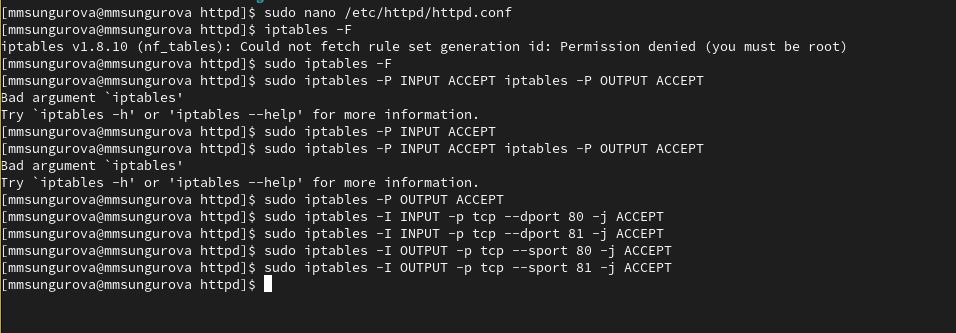 [mmsungurova@mmsungurova httpd]$ sudo nano /etc/httpd/httpd.conf
[mmsungurova@mmsungurova httpd]$ iptables -F
iptables v1.8.10 (nf_tables): Could not fetch rule set generation id: Permission denied (you must be root)
[mmsungurova@mmsungurova httpd]$ sudo iptables -F
[mmsungurova@mmsungurova httpd]$ sudo iptables -P INPUT ACCEPT iptables -P OUTPUT ACCEPT
Bad argument `iptables'
Try `iptables -h' or 'iptables --help' for more information.
[mmsungurova@mmsungurova httpd]$ sudo iptables -P INPUT ACCEPT
[mmsungurova@mmsungurova httpd]$ sudo iptables -P INPUT ACCEPT iptables -P OUTPUT ACCEPT
Bad argument `iptables'
Try `iptables -h' or 'iptables --help' for more information.
[mmsungurova@mmsungurova httpd]$ sudo iptables -P OUTPUT ACCEPT
[mmsungurova@mmsungurova httpd]$ sudo iptables -I INPUT -p tcp --dport 80 -j ACCEPT
[mmsungurova@mmsungurova httpd]$ sudo iptables -I INPUT -p tcp --dport 81 -j ACCEPT
[mmsungurova@mmsungurova httpd]$ sudo iptables -I OUTPUT -p tcp --sport 80 -j ACCEPT
[mmsungurova@mmsungurova httpd]$ sudo iptables -I OUTPUT -p tcp --sport 81 -j ACCEPT
[mmsungurova@mmsungurova httpd]$